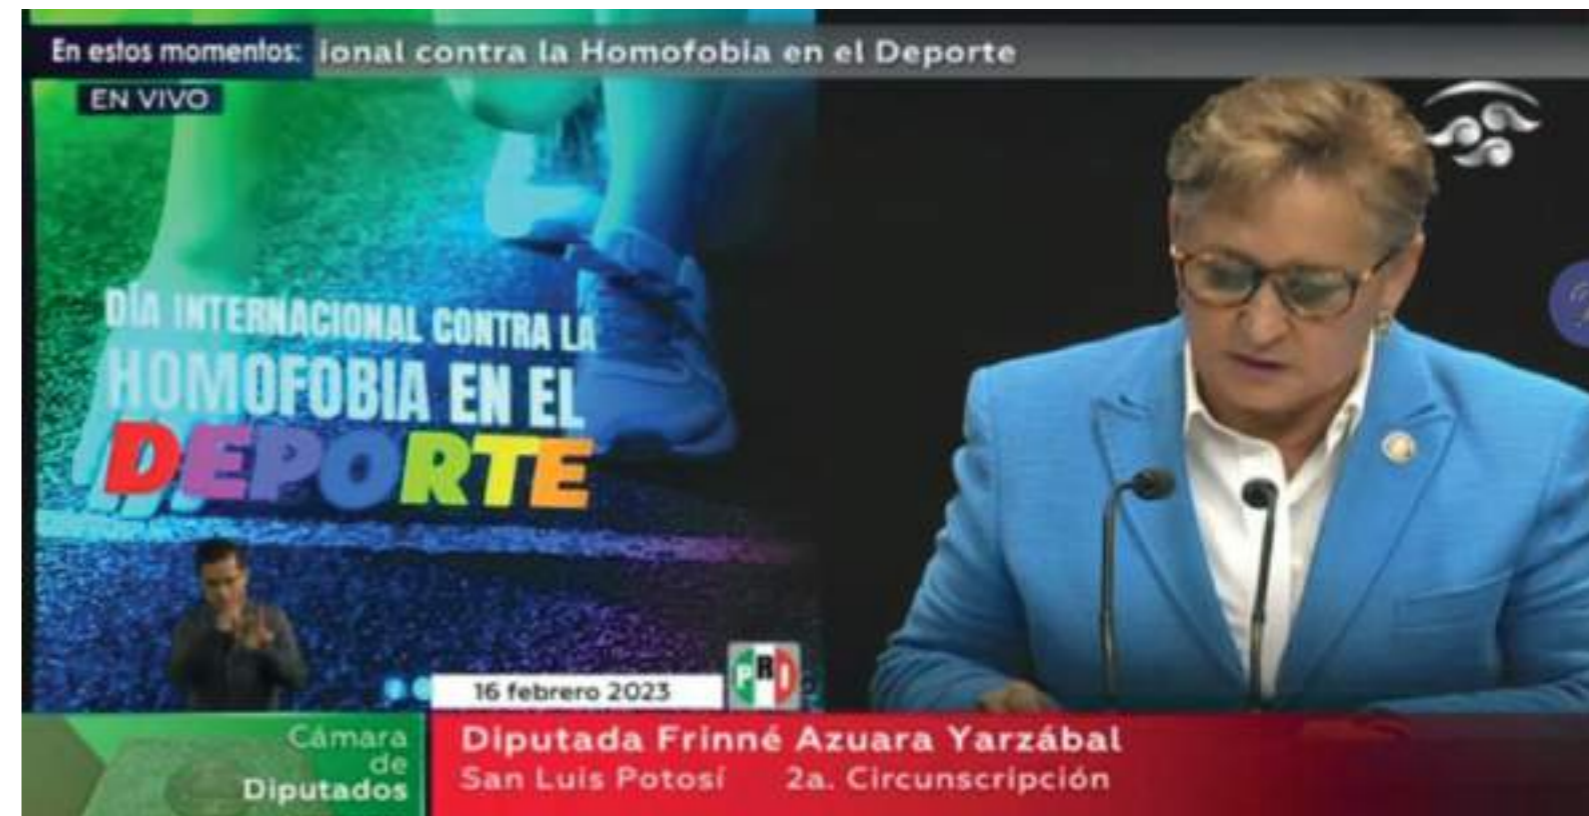 En estos momentos: ional contra la Homofobia en el Deporte
EN VIVO
DÍA INTERNACIONAL CONTRA LA
HOMOFOBIA EN EL
DEPORTE
16 febrero 2023
PRI
Cámara
de
Diputados
Diputada Frinné Azuara Yarzábal
San Luis Potosí 2a. Circunscripción